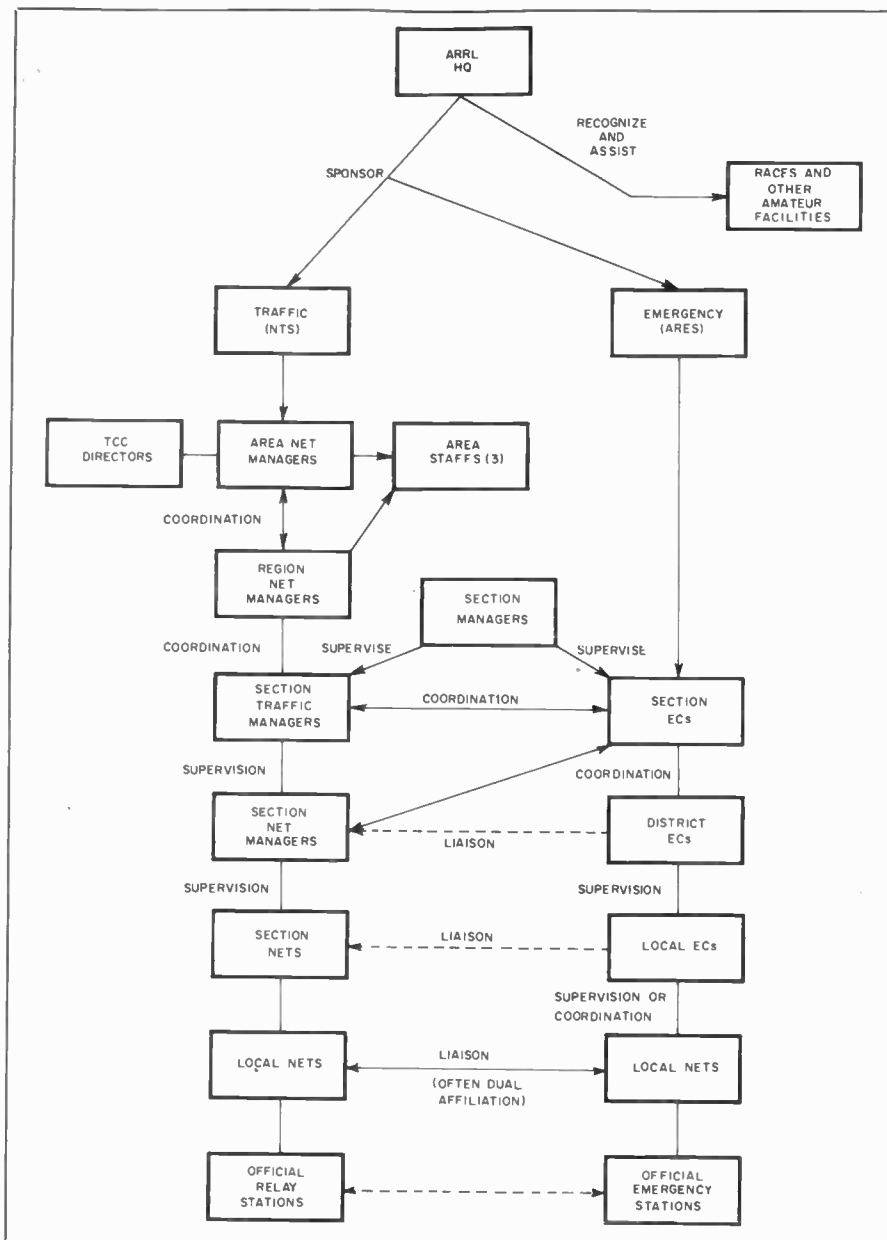 ARRL
HQ
RECOGNIZE
AND
ASSIST
SPONSOR
RACES AND
OTHER
AMATEUR
FACILITIES
TRAFFIC
(NTS)
EMERGENCY
(ARES)
TCC
DIRECTORS
AREA NET
MANAGERS
AREA
STAFFS (3)
COORDINATION
REGION
NET
MANAGERS
SECTION
MANAGERS
COORDINATION
SUPERVISE
SUPERVISE
SECTION
TRAFFIC
MANAGERS
COORDINATION
SECTION
ECs
SUPERVISION
COORDINATION
SECTION
NET
MANAGERS
LIAISON
DISTRICT
ECs
SUPERVISION
SUPERVISION
SECTION
NETS
LIAISON
LOCAL ECs
SUPERVISION OR
COORDINATION
LOCAL NETS
LIAISON
(OFTEN DUAL
AFFILIATION)
LOCAL NETS
OFFICIAL
RELAY
STATIONS
OFFICIAL
EMERGENCY
STATIONS